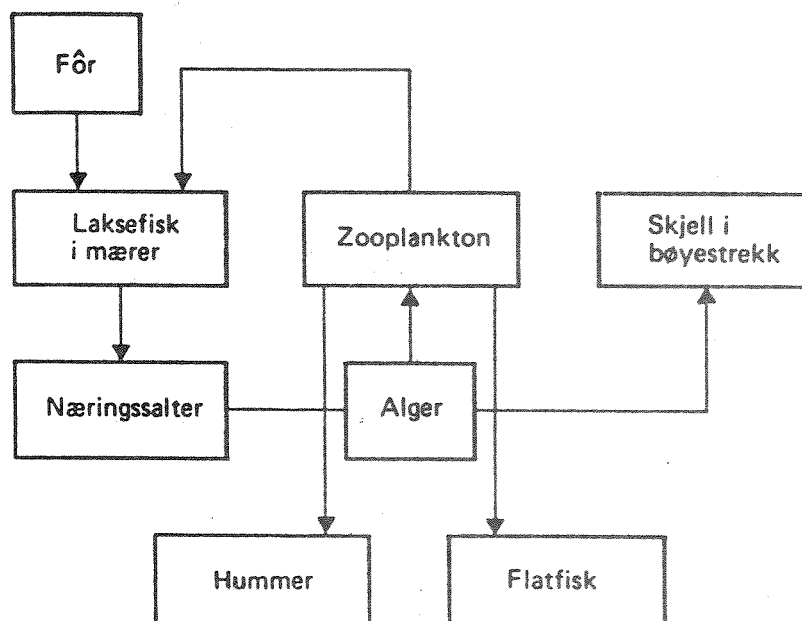 Fôr
Laksefisk
i mærer
Zooplankton
Skjell i
bøyestrekk
Næringssalter
Alger
Hummer
Flatfisk